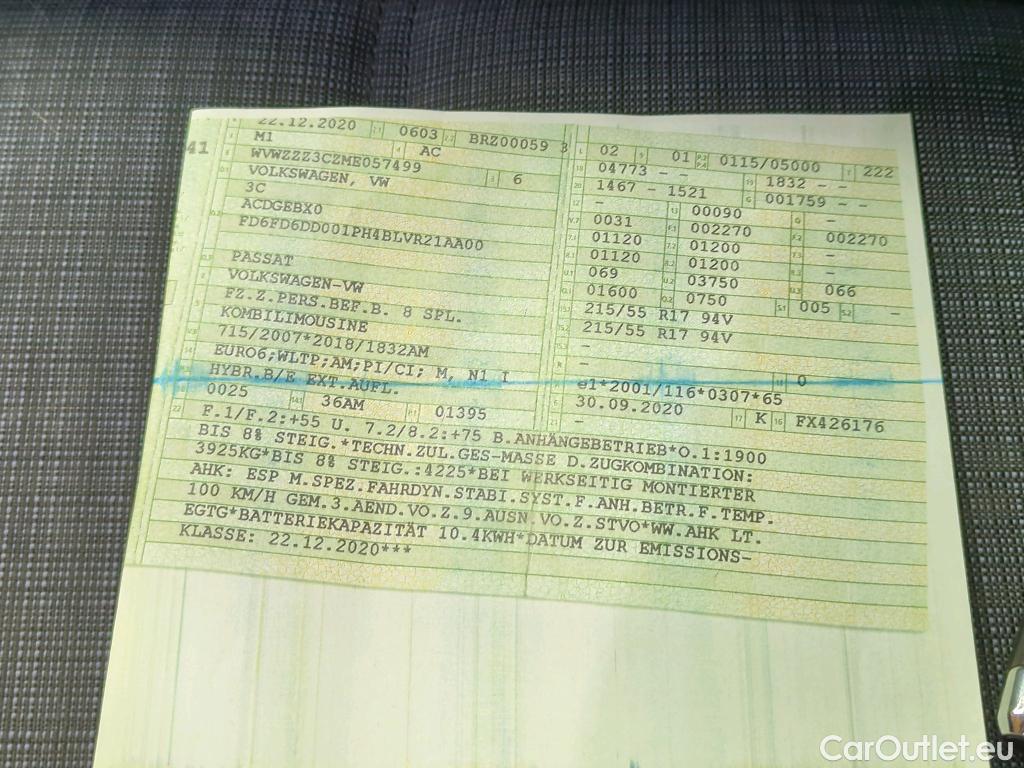 41
22.12.2020 0603 BRZ00059 3
M1 AC
WVWZZZ3CZME057499 6
VOLKSWAGEN, VW
3C
ACDGEBX0
FD6FD6DD001PH4BLVR21AA00
PASSAT
VOLKSWAGEN-VW
FZ.Z.PERS.BEF.B. 8 SPL.
KOMBILIMOUSINE
715/2007*2018/1832AM
EURO6;WLTP;AM;PI/CI; M, N1 I
HYBR.B/E EXT.AUFL.
0025 36AM 01395
02 01 0115/05000 222
04773 - - 1832 - -
1467 - 1521 001759 - -
- 00090 -
0031 002270 002270
01120 01200 -
01120 01200 -
069 03750 066
01600 0750 005 -
215/55 R17 94V
215/55 R17 94V
-
- 0
e1*2001/116*0307*65
30.09.2020 K FX426176
-
22 F.1/F.2:+55 U. 7.2/8.2:+75 B.ANHÄNGEBETRIEB*O.1:1900
BIS 8% STEIG.*TECHN.ZUL.GES-MASSE D.ZUGKOMBINATION:
3925KG*BIS 8% STEIG.:4225*BEI WERKSEITIG MONTIERTER
AHK: ESP M.SPEZ.FAHRDYN.STABI.SYST.F.ANH.BETR.F.TEMP.
100 KM/H GEM.3.AEND.VO.Z.9.AUSN.VO.Z.STVO*WW.AHK LT.
EGTG*BATTERIEKAPAZITÄT 10.4KWH*DATUM ZUR EMISSIONS-
KLASSE: 22.12.2020***
CarOutlet.eu